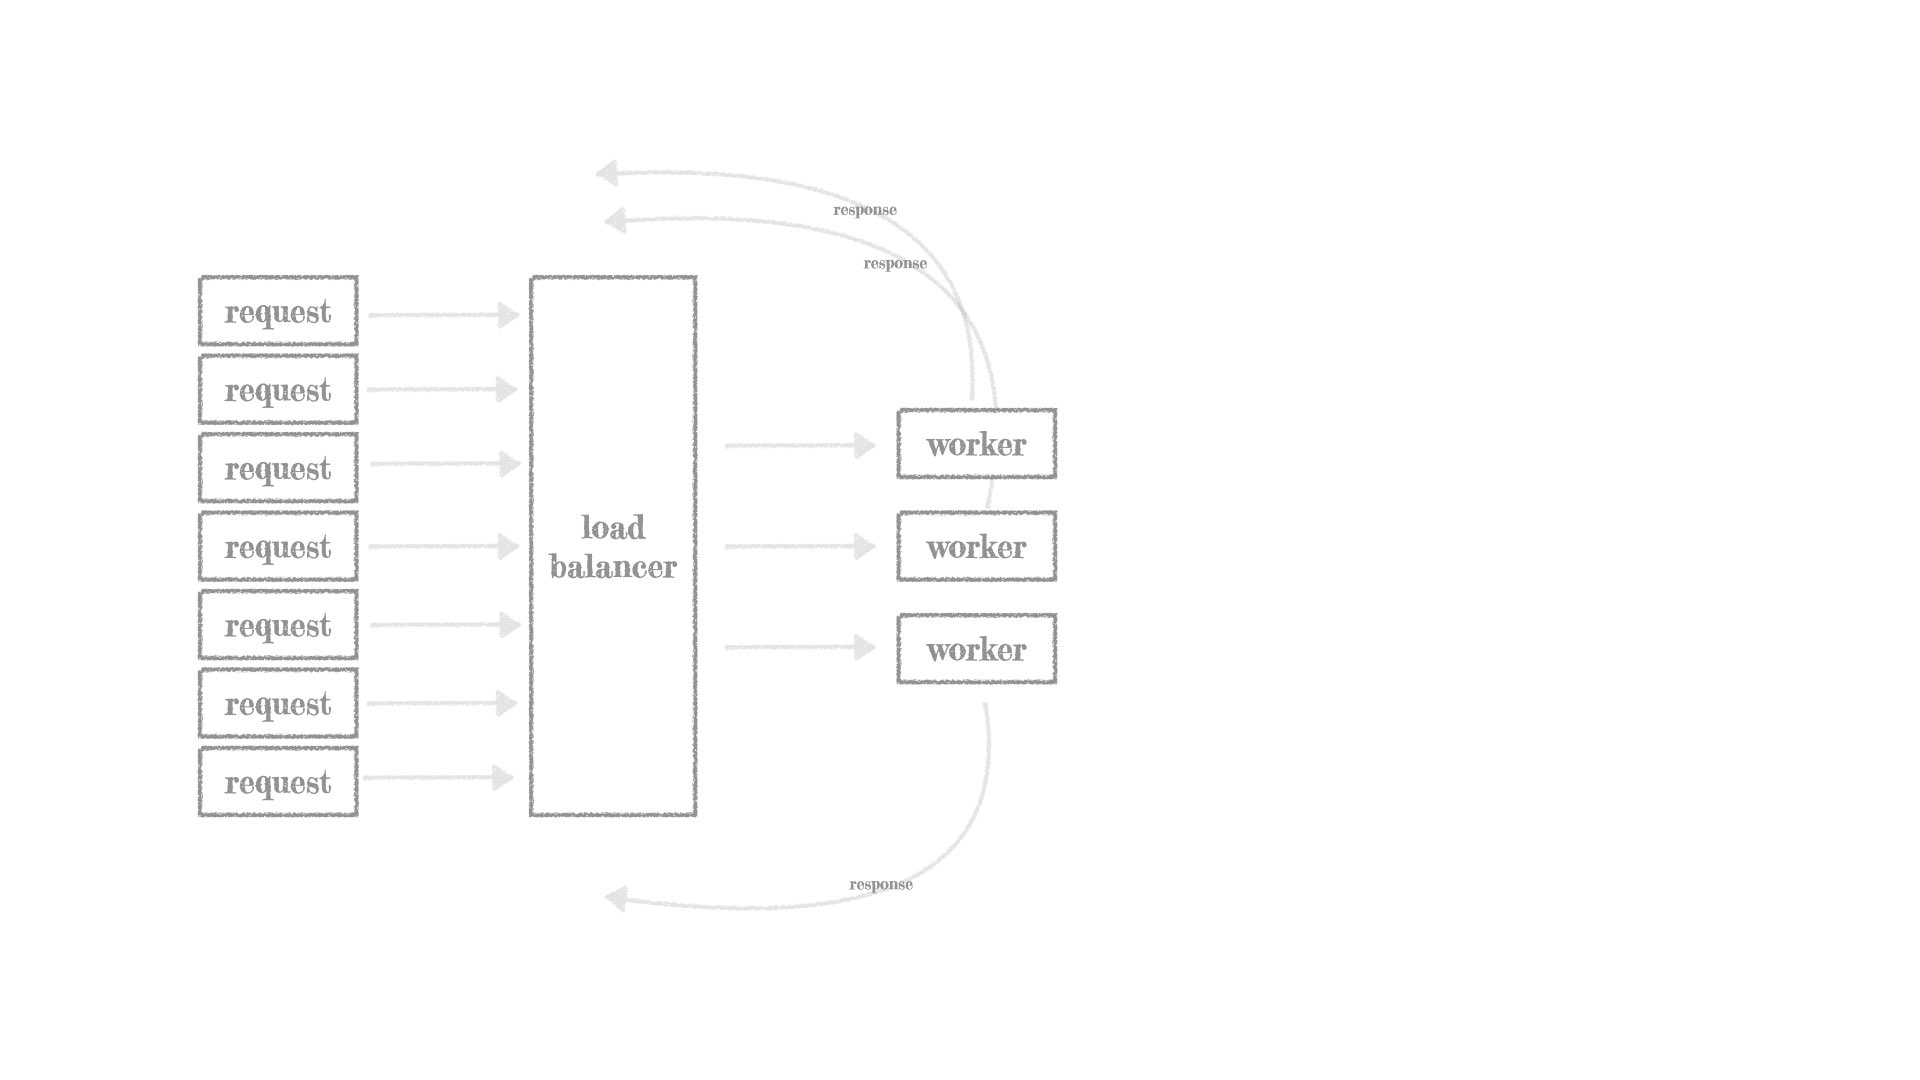 response
response
request
request
request
request
request
request
request
load
balancer
worker
worker
worker
response